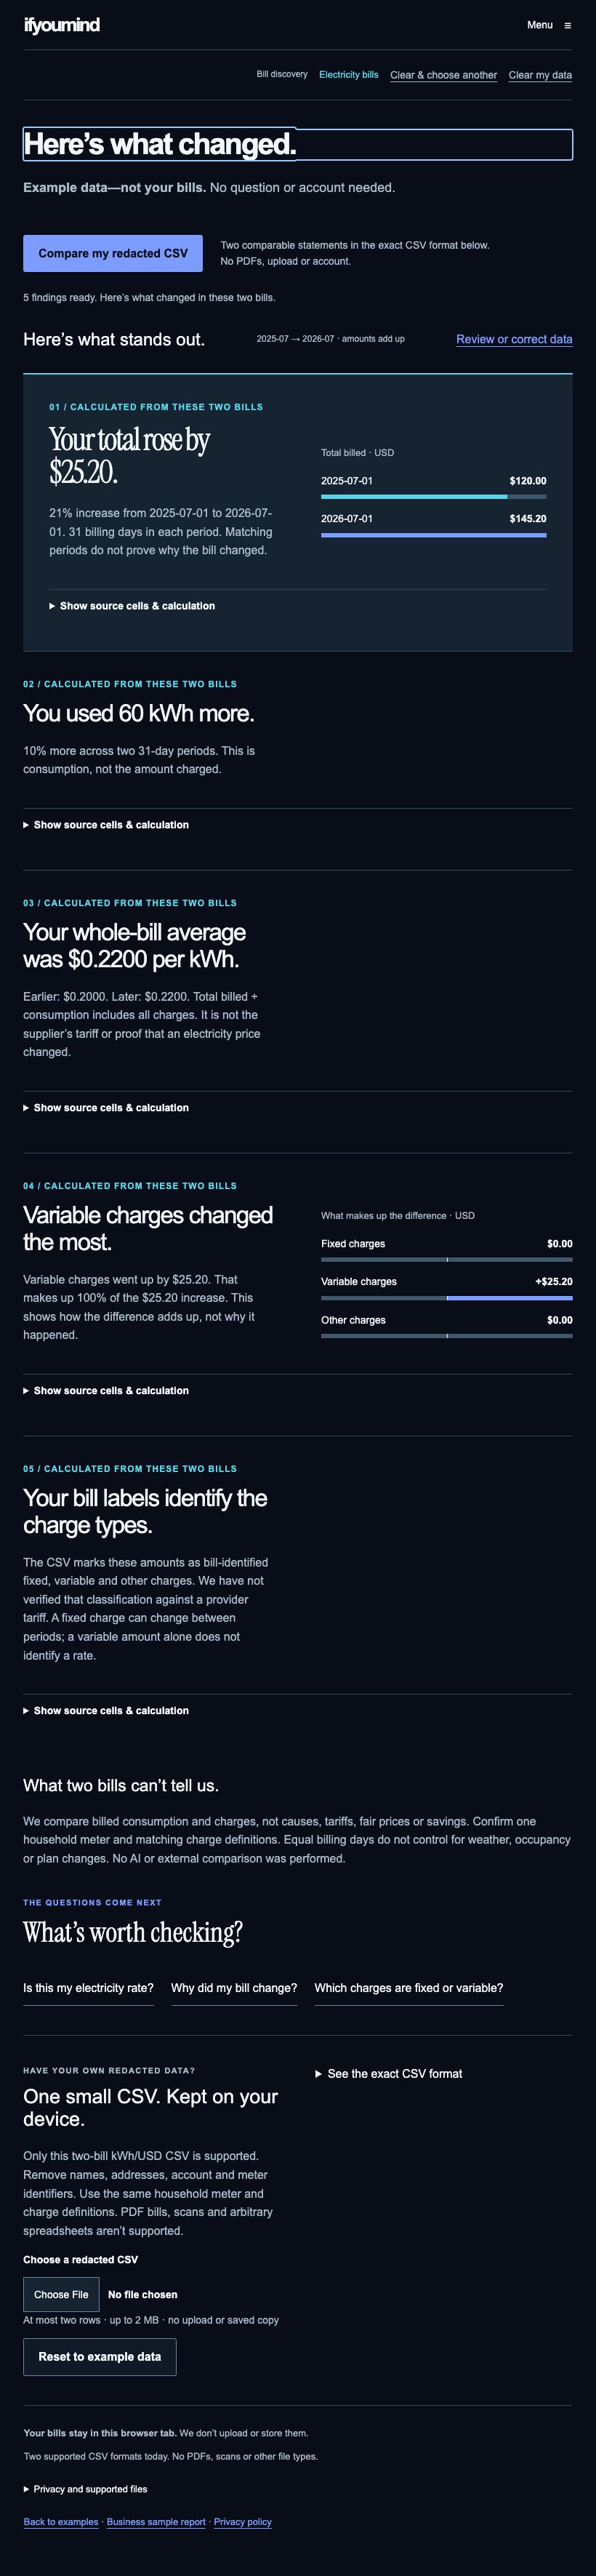 ifyoumind
Menu ≡
Bill discovery Electricity bills Clear & choose another Clear my data
Here’s what changed.
Example data—not your bills. No question or account needed.
Compare my redacted CSV
Two comparable statements in the exact CSV format below.
No PDFs, upload or account.
5 findings ready. Here’s what changed in these two bills.
Here’s what stands out.
2025-07 → 2026-07 · amounts add up
Review or correct data
01 / CALCULATED FROM THESE TWO BILLS
Your total rose by
$25.20.
21% increase from 2025-07-01 to 2026-07-
01. 31 billing days in each period. Matching
periods do not prove why the bill changed.
Total billed · USD
2025-07-01 $120.00
2026-07-01 $145.20
▶ Show source cells & calculation
02 / CALCULATED FROM THESE TWO BILLS
You used 60 kWh more.
10% more across two 31-day periods. This is
consumption, not the amount charged.
▶ Show source cells & calculation
03 / CALCULATED FROM THESE TWO BILLS
Your whole-bill average
was $0.2200 per kWh.
Earlier: $0.2000. Later: $0.2200. Total billed ÷
consumption includes all charges. It is not the
supplier’s tariff or proof that an electricity price
changed.
▶ Show source cells & calculation
04 / CALCULATED FROM THESE TWO BILLS
Variable charges changed
the most.
Variable charges went up by $25.20. That
makes up 100% of the $25.20 increase. This
shows how the difference adds up, not why it
happened.
What makes up the difference · USD
Fixed charges $0.00
Variable charges +$25.20
Other charges $0.00
▶ Show source cells & calculation
05 / CALCULATED FROM THESE TWO BILLS
Your bill labels identify the
charge types.
The CSV marks these amounts as bill-identified
fixed, variable and other charges. We have not
verified that classification against a provider
tariff. A fixed charge can change between
periods; a variable amount alone does not
identify a rate.
▶ Show source cells & calculation
What two bills can’t tell us.
We compare billed consumption and charges, not causes, tariffs, fair prices or savings. Confirm one
household meter and matching charge definitions. Equal billing days do not control for weather, occupancy
or plan changes. No AI or external comparison was performed.
THE QUESTIONS COME NEXT
What’s worth checking?
Is this my electricity rate? Why did my bill change? Which charges are fixed or variable?
HAVE YOUR OWN REDACTED DATA?
One small CSV. Kept on your
device.
Only this two-bill kWh/USD CSV is supported.
Remove names, addresses, account and meter
identifiers. Use the same household meter and
charge definitions. PDF bills, scans and arbitrary
spreadsheets aren’t supported.
Choose a redacted CSV
Choose File No file chosen
At most two rows · up to 2 MB · no upload or saved copy
Reset to example data
▶ See the exact CSV format
Your bills stay in this browser tab. We don’t upload or store them.
Two supported CSV formats today. No PDFs, scans or other file types.
▶ Privacy and supported files
Back to examples · Business sample report · Privacy policy